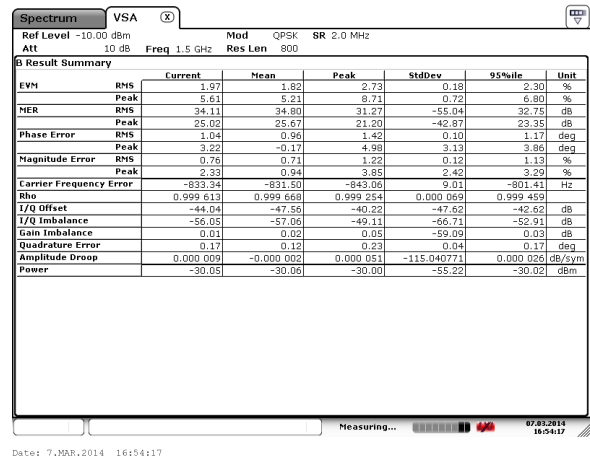 Spectrum VSA X
Ref Level -10.00 dBm Mod QPSK SR 2.0 MHz
Att 10 dB Freq 1.5 GHz Res Len 800
B Result Summary
Current Mean Peak StdDev 95%ile Unit
EVM RMS 1.97 1.82 2.73 0.18 2.30 %
Peak 5.61 5.21 8.71 0.72 6.80 %
MER RMS 34.11 34.80 31.27 -55.04 32.75 dB
Peak 25.02 25.67 21.20 -42.87 23.35 dB
Phase Error RMS 1.04 0.96 1.42 0.10 1.17 deg
Peak 3.22 -0.17 4.98 3.13 3.86 deg
Magnitude Error RMS 0.76 0.71 1.22 0.12 1.13 %
Peak 2.33 0.94 3.85 2.42 3.29 %
Carrier Frequency Error -833.34 -831.50 -843.06 9.01 -801.41 Hz
Rho 0.999 613 0.999 668 0.999 254 0.000 069 0.999 459
I/Q Offset -44.04 -47.56 -40.22 -47.62 -42.62 dB
I/Q Imbalance -56.05 -57.06 -49.11 -66.71 -52.91 dB
Gain Imbalance 0.01 0.02 0.05 -59.09 0.03 dB
Quadrature Error 0.17 0.12 0.23 0.04 0.17 deg
Amplitude Droop 0.000 009 -0.000 002 0.000 051 -115.040771 0.000 026 dB/sym
Power -30.05 -30.06 -30.00 -55.22 -30.02 dBm
Measuring... 07.03.2014
16:54:17
Date: 7.MAR.2014 16:54:17